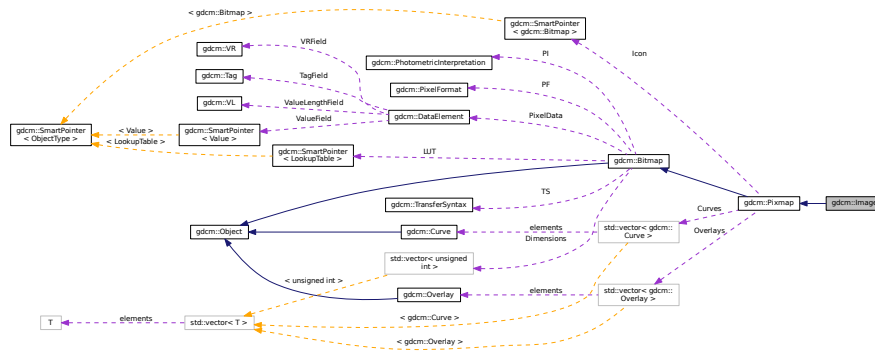 < gdcm::Bitmap >
gdcm::SmartPointer
< gdcm::Bitmap >
Icon
gdcm::VR
VRField
PI
gdcm::PhotometricInterpretation
gdcm::Tag
TagField
PF
gdcm::PixelFormat
gdcm::VL
ValueLengthField
gdcm::DataElement
PixelData
ValueField
gdcm::SmartPointer
< ObjectType >
< Value >
gdcm::SmartPointer
< Value >
< LookupTable >
gdcm::SmartPointer
< LookupTable >
LUT
gdcm::Bitmap
TS
gdcm::TransferSyntax
gdcm::Pixmap
gdcm::Image
Curves
gdcm::Object
gdcm::Curve
elements
std::vector< gdcm::
Curve >
Overlays
Dimensions
std::vector< unsigned
int >
< unsigned int >
gdcm::Overlay
elements
std::vector< gdcm::
Overlay >
T
elements
std::vector< T >
< gdcm::Curve >
< gdcm::Overlay >